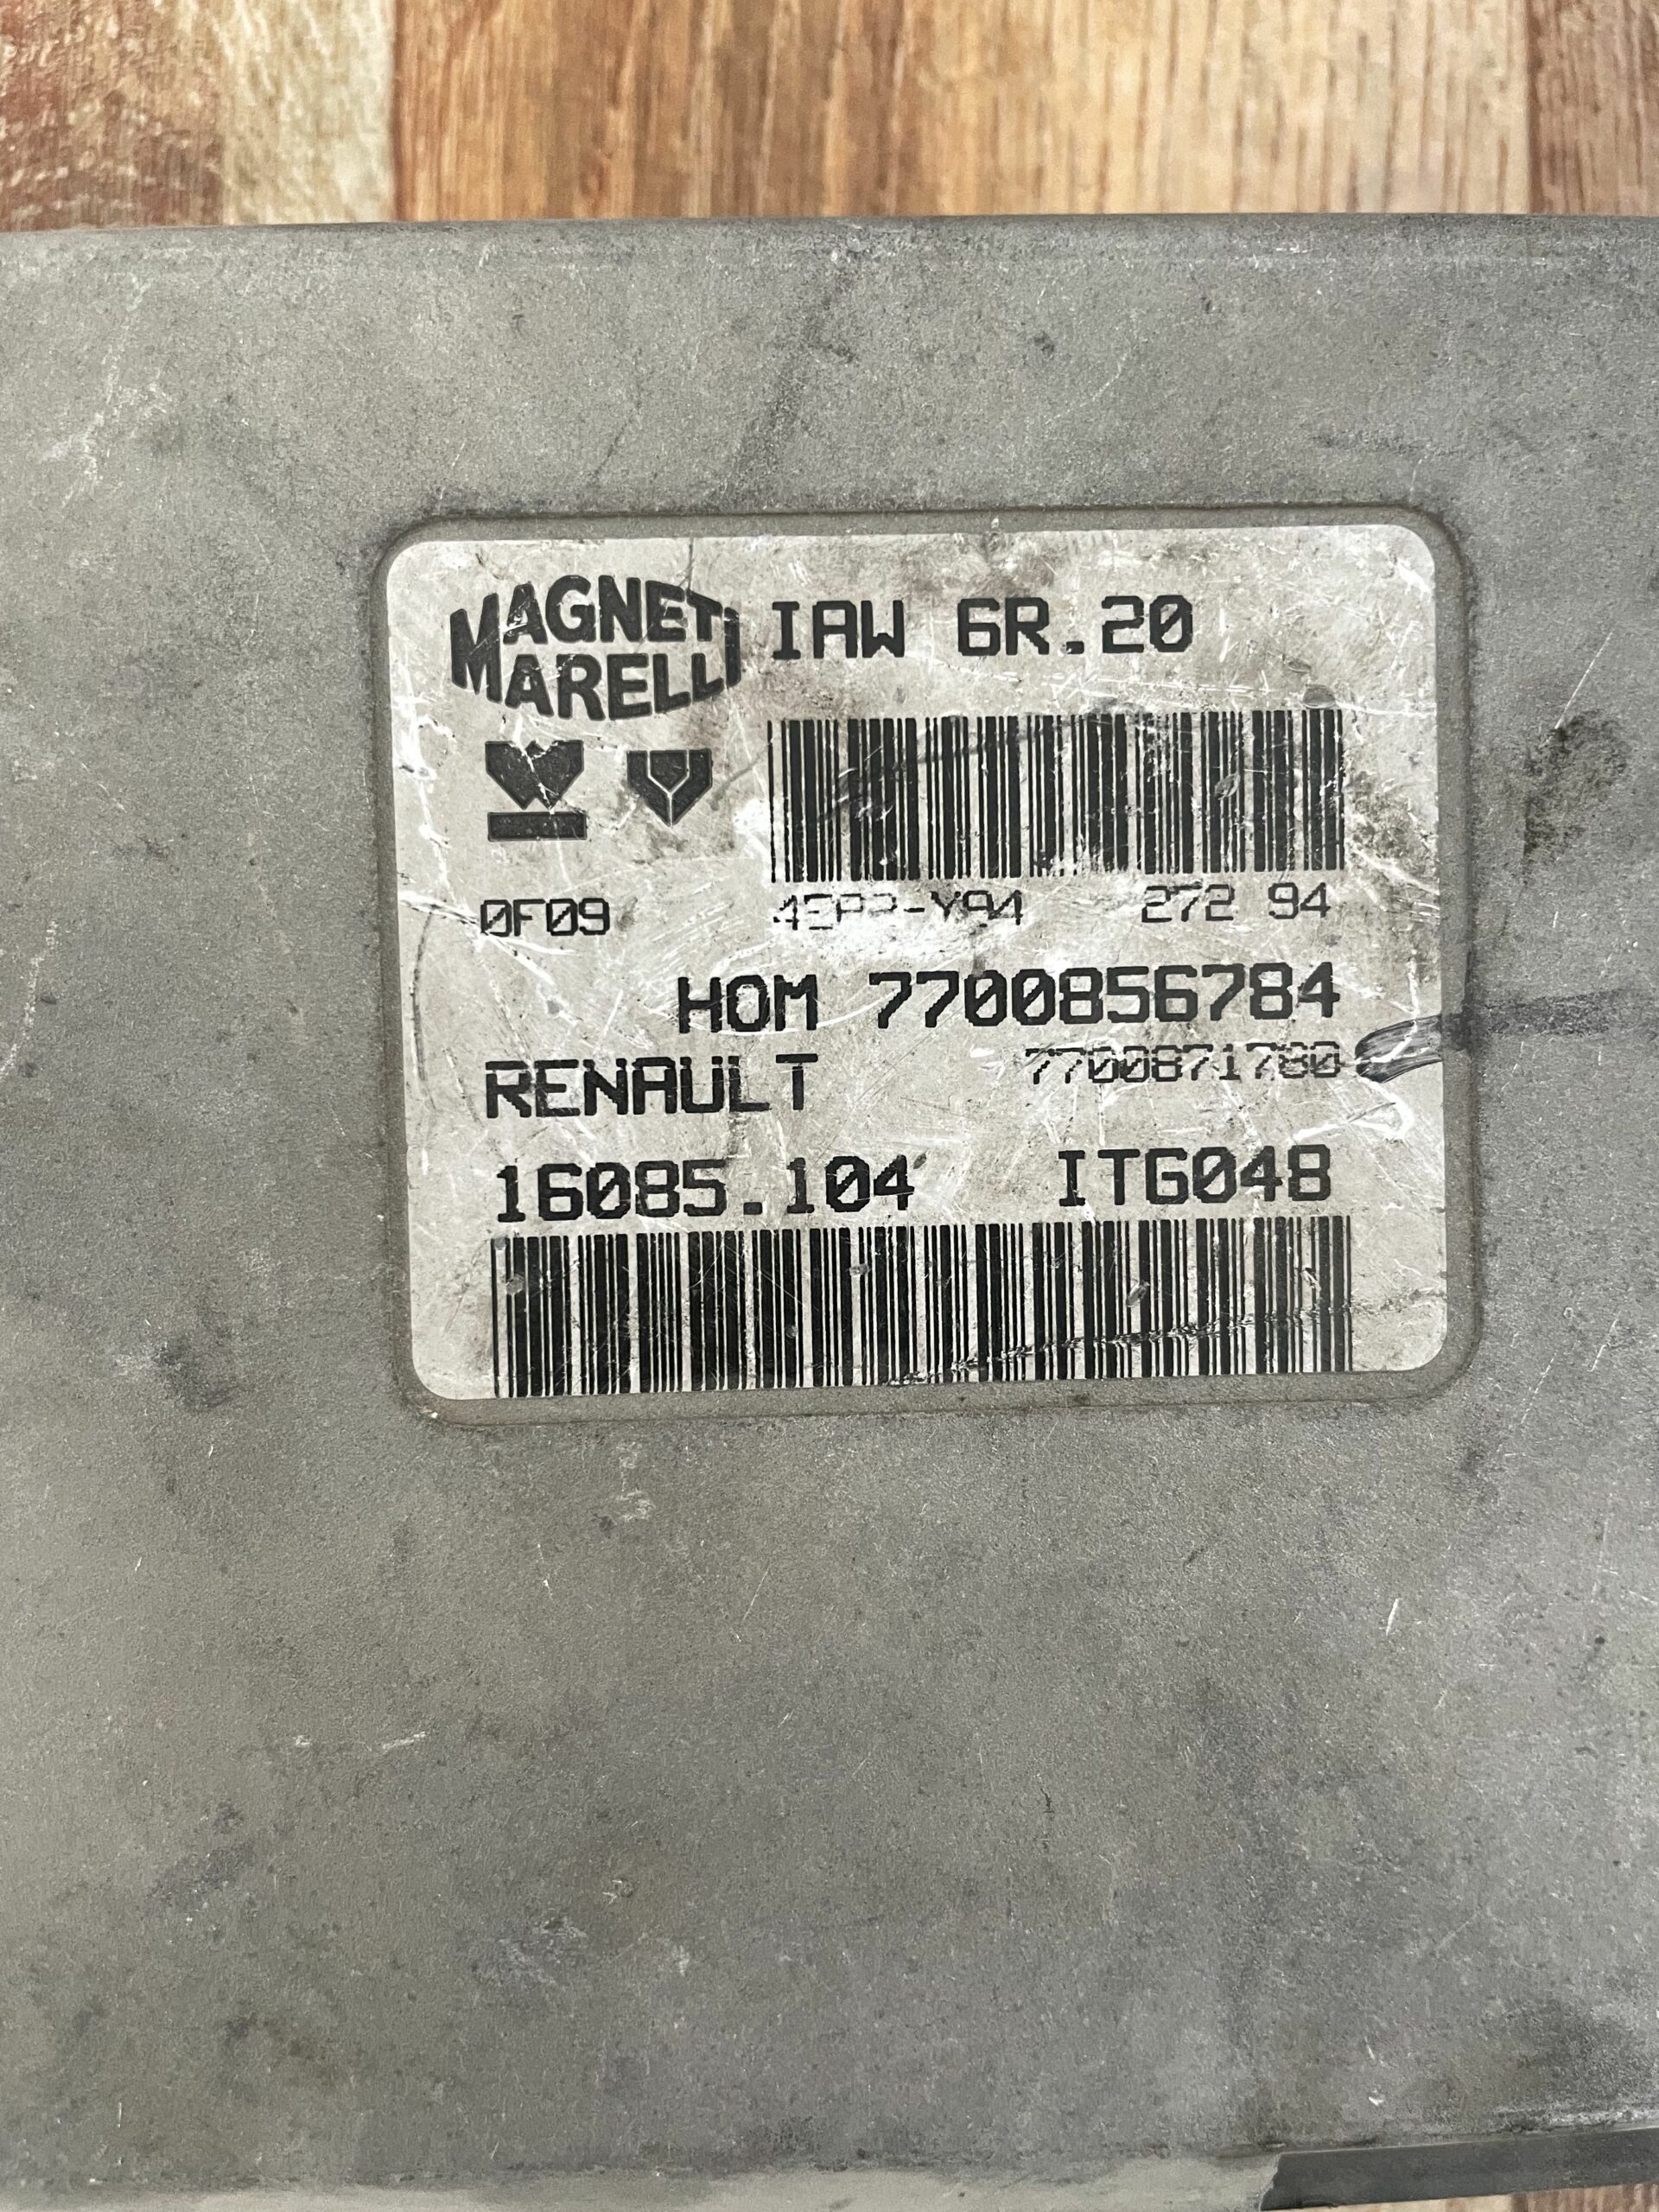 MAGNETI MARELLI
IAW 6R.20
0F09 272 94
HOM 7700856784
RENAULT 7700871780
16085.104 ITG048